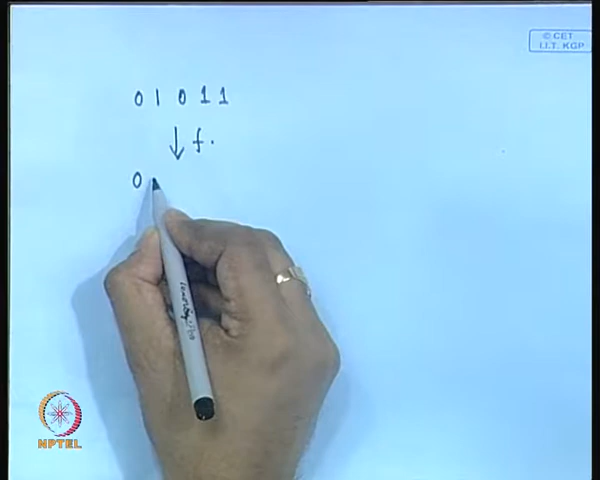 © CET
I.I.T. KGP
0 1 0 1 1
↓ f.
0
NPTEL